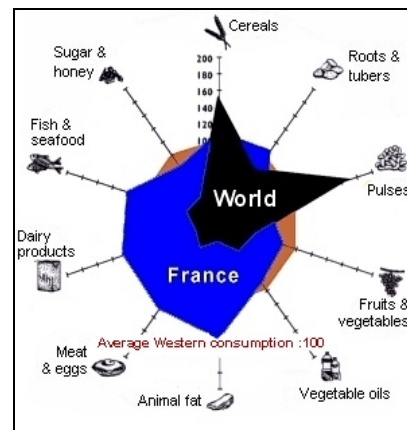 Cereals
Sugar &
honey
Roots &
tubers
200
180
160
140
120
100
Fish &
seafood
World
Pulses
Dairy
products
France
Fruits &
vegetables
Average Western consumption :100
Meat
& eggs
Animal fat
Vegetable oils